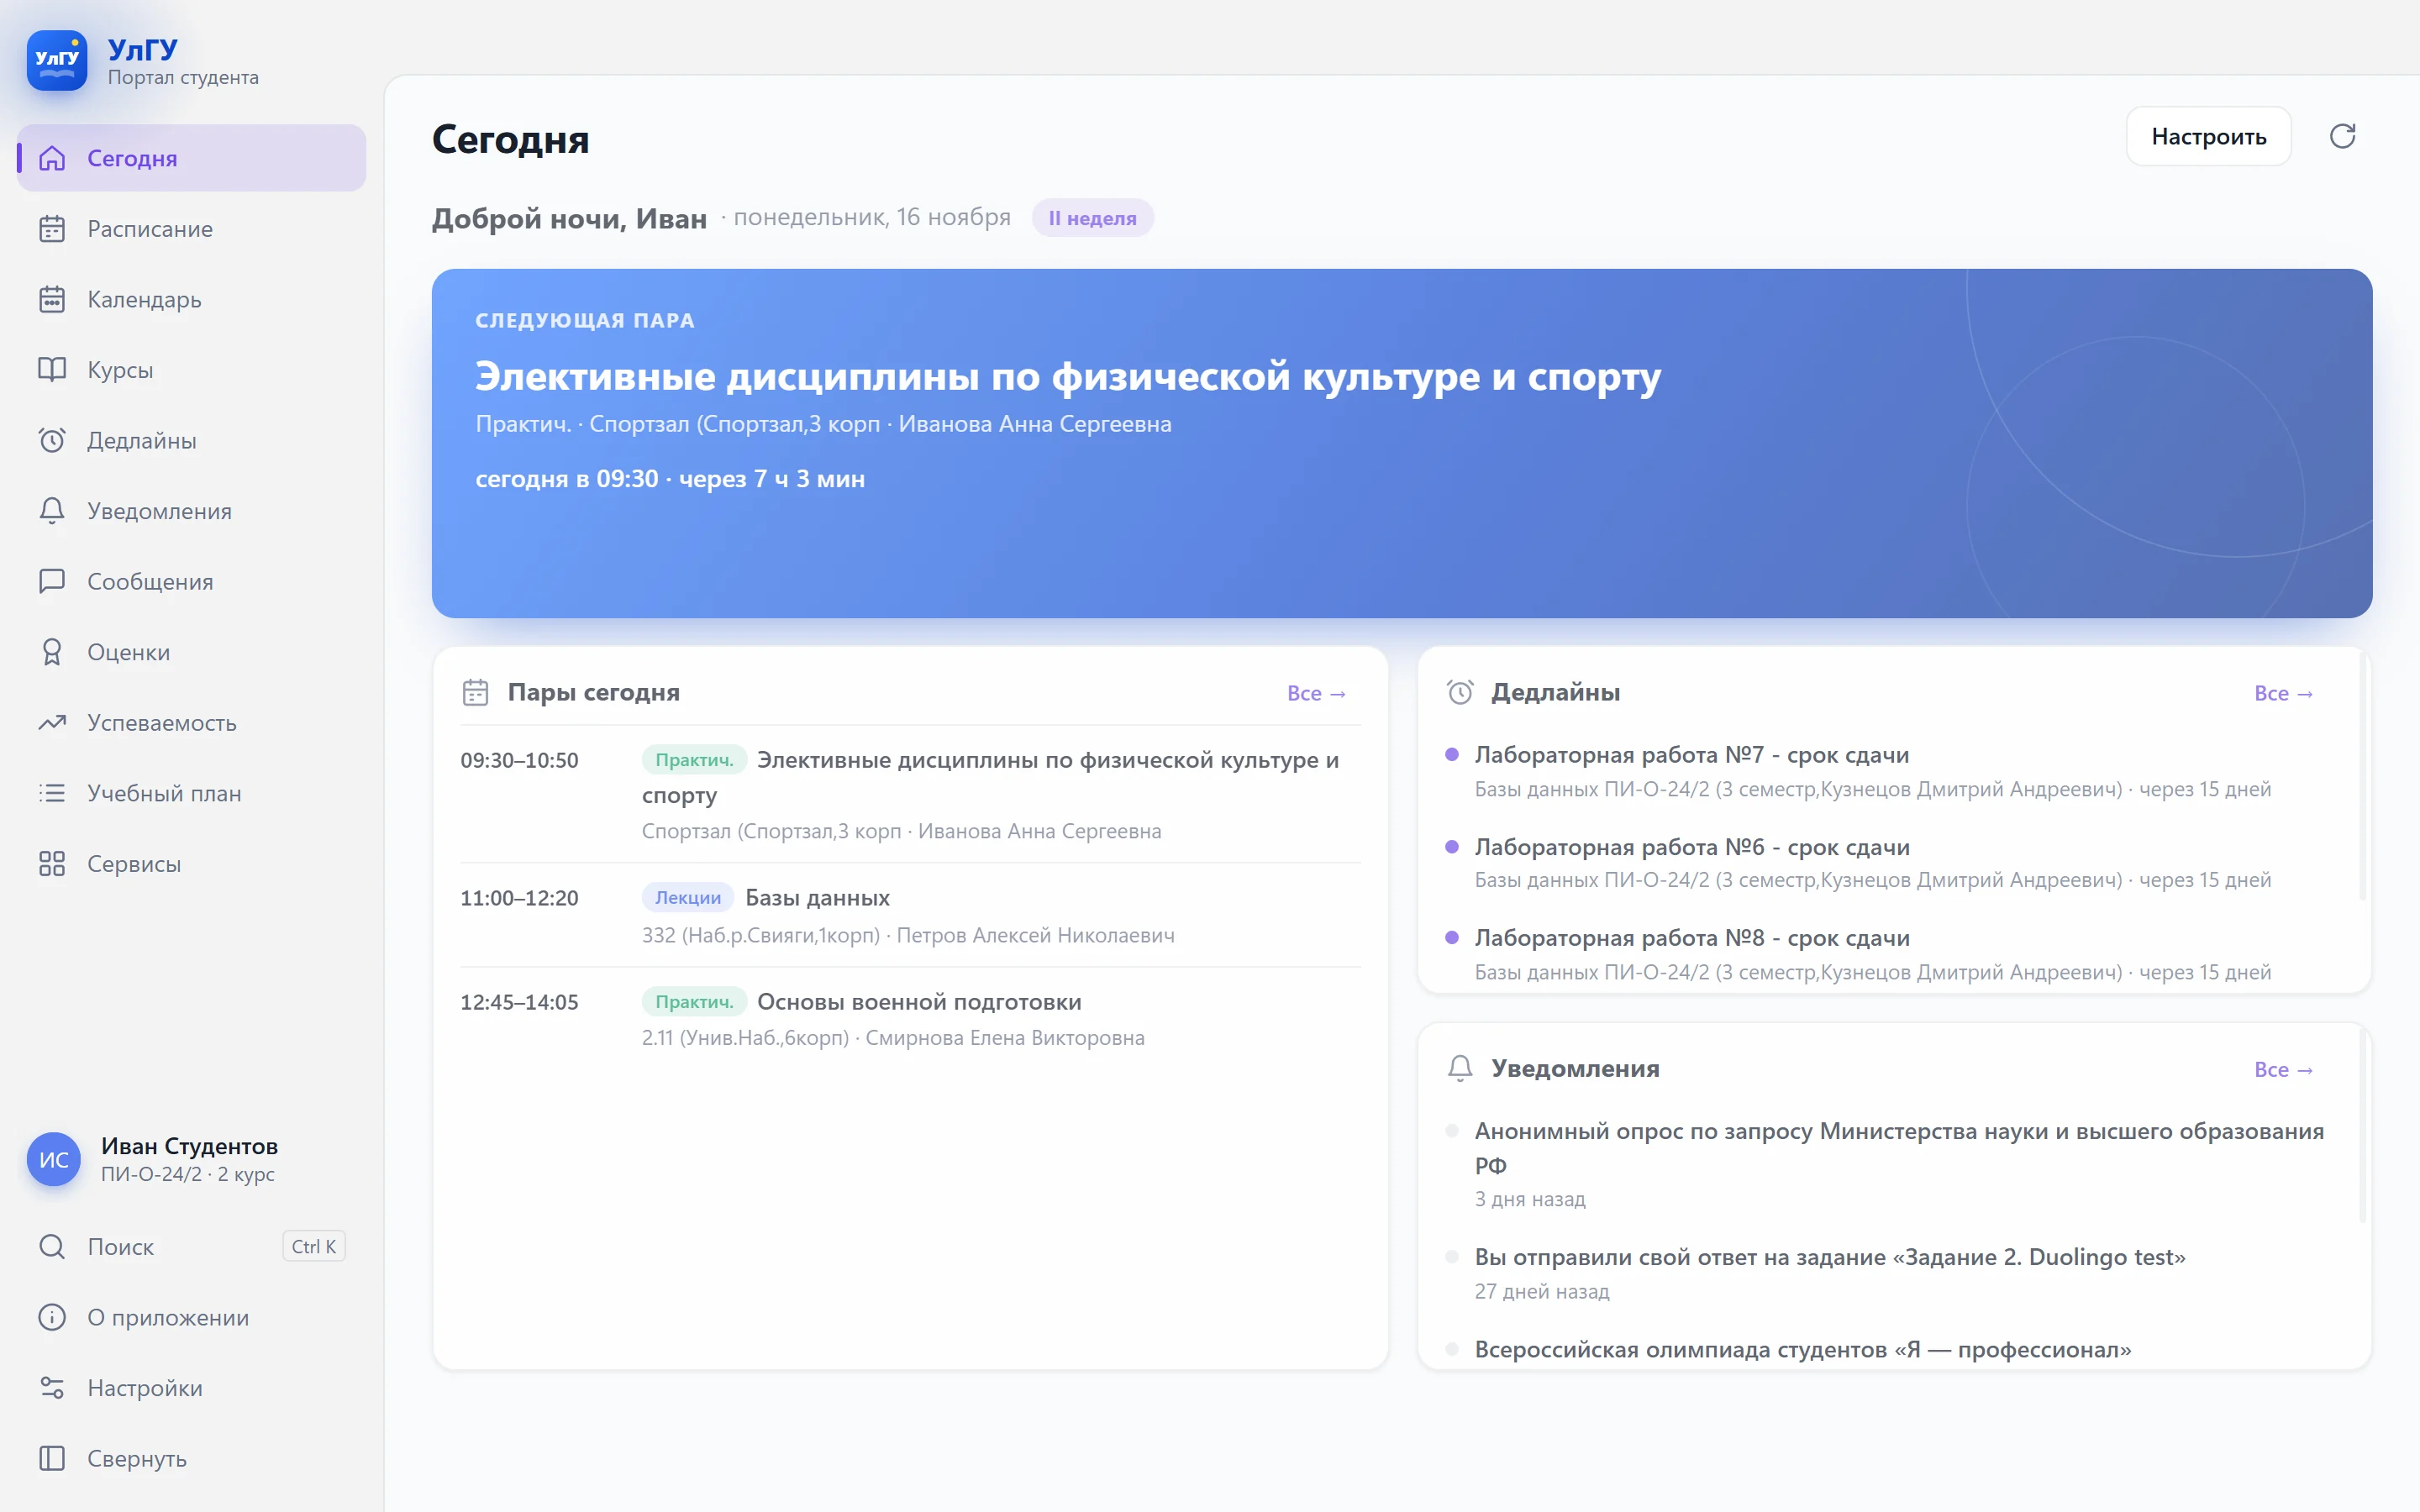 УлГУ
УлГУ
Портал студента
Сегодня
Расписание
Календарь
Курсы
Дедлайны
Уведомления
Сообщения
Оценки
Успеваемость
Учебный план
Сервисы
ИС
Иван Студентов
ПИ-О-24/2 · 2 курс
Поиск
Ctrl K
О приложении
Настройки
Свернуть
Сегодня
Настроить
Доброй ночи, Иван · понедельник, 16 ноября
II неделя
СЛЕДУЮЩАЯ ПАРА
Элективные дисциплины по физической культуре и спорту
Практич. · Спортзал (Спортзал,3 корп · Иванова Анна Сергеевна
сегодня в 09:30 · через 7 ч 3 мин
Пары сегодня
Все →
09:30–10:50
Практич. Элективные дисциплины по физической культуре и
спорту
Спортзал (Спортзал,3 корп · Иванова Анна Сергеевна
11:00–12:20
Лекции Базы данных
332 (Наб.р.Свияги,1корп) · Петров Алексей Николаевич
12:45–14:05
Практич. Основы военной подготовки
2.11 (Унив.Наб.,6корп) · Смирнова Елена Викторовна
Дедлайны
Все →
Лабораторная работа №7 - срок сдачи
Базы данных ПИ-О-24/2 (3 семестр,Кузнецов Дмитрий Андреевич) · через 15 дней
Лабораторная работа №6 - срок сдачи
Базы данных ПИ-О-24/2 (3 семестр,Кузнецов Дмитрий Андреевич) · через 15 дней
Лабораторная работа №8 - срок сдачи
Базы данных ПИ-О-24/2 (3 семестр,Кузнецов Дмитрий Андреевич) · через 15 дней
Уведомления
Все →
Анонимный опрос по запросу Министерства науки и высшего образования
РФ
3 дня назад
Вы отправили свой ответ на задание «Задание 2. Duolingo test»
27 дней назад
Всероссийская олимпиада студентов «Я — профессионал»